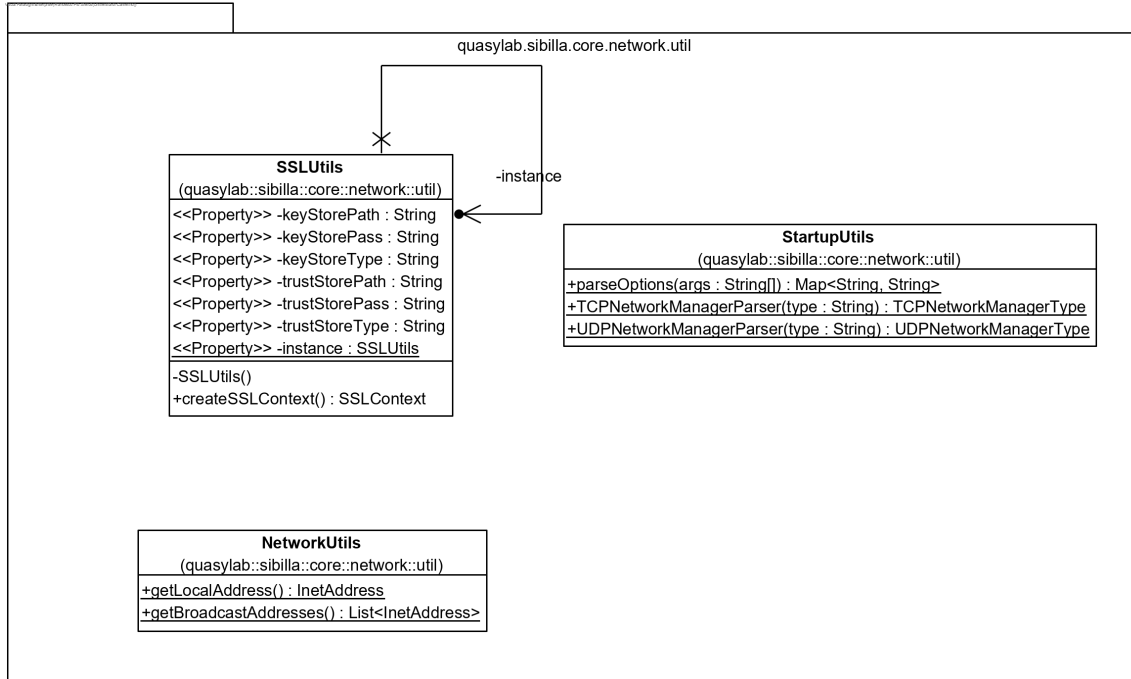 quasylab.sibilla.core.network.util
-instance
SSLUtils
(quasylab::sibilla::core::network::util)
<<Property>> -keyStorePath : String
<<Property>> -keyStorePass : String
<<Property>> -keyStoreType : String
<<Property>> -trustStorePath : String
<<Property>> -trustStorePass : String
<<Property>> -trustStoreType : String
<<Property>> -instance : SSLUtils
-SSLUtils()
+createSSLContext() : SSLContext
StartupUtils
(quasylab::sibilla::core::network::util)
+parseOptions(args : String[]) : Map<String, String>
+TCPNetworkManagerParser(type : String) : TCPNetworkManagerType
+UDPNetworkManagerParser(type : String) : UDPNetworkManagerType
NetworkUtils
(quasylab::sibilla::core::network::util)
+getLocalAddress() : InetAddress
+getBroadcastAddresses() : List<InetAddress>